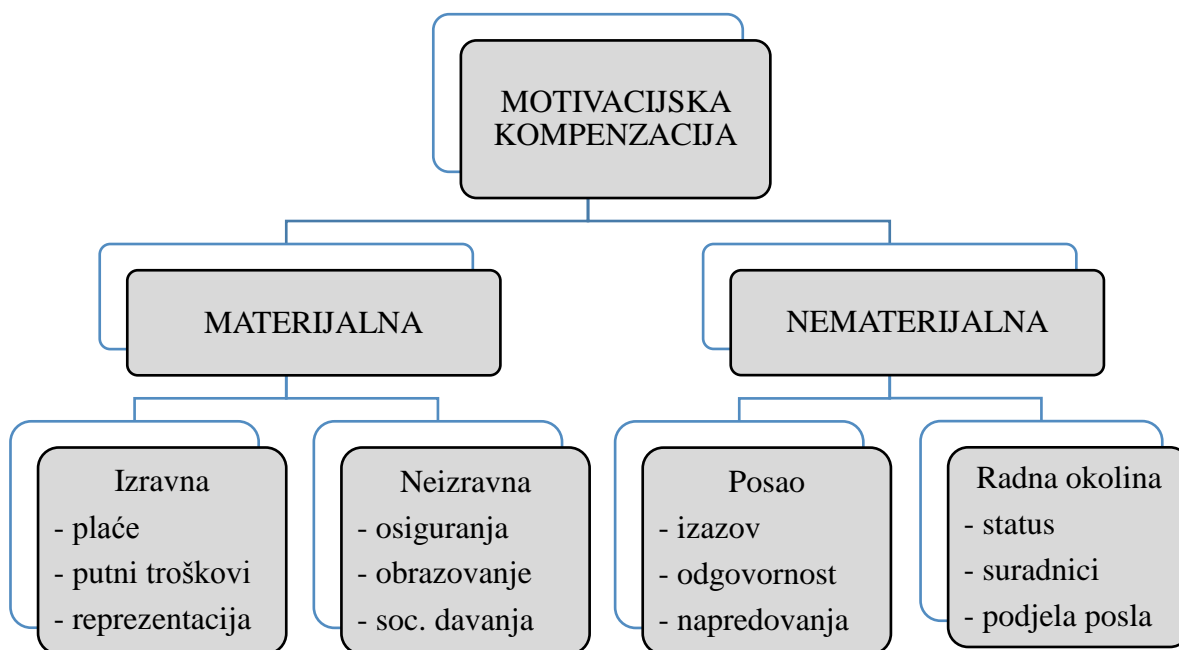 MOTIVACIJSKA
KOMPENZACIJA
MATERIJALNA
NEMATERIJALNA
Izravna
- plaće
- putni troškovi
- reprezentacija
Neizravna
- osiguranja
- obrazovanje
- soc. davanja
Posao
- izazov
- odgovornost
- napredovanja
Radna okolina
- status
- suradnici
- podjela posla